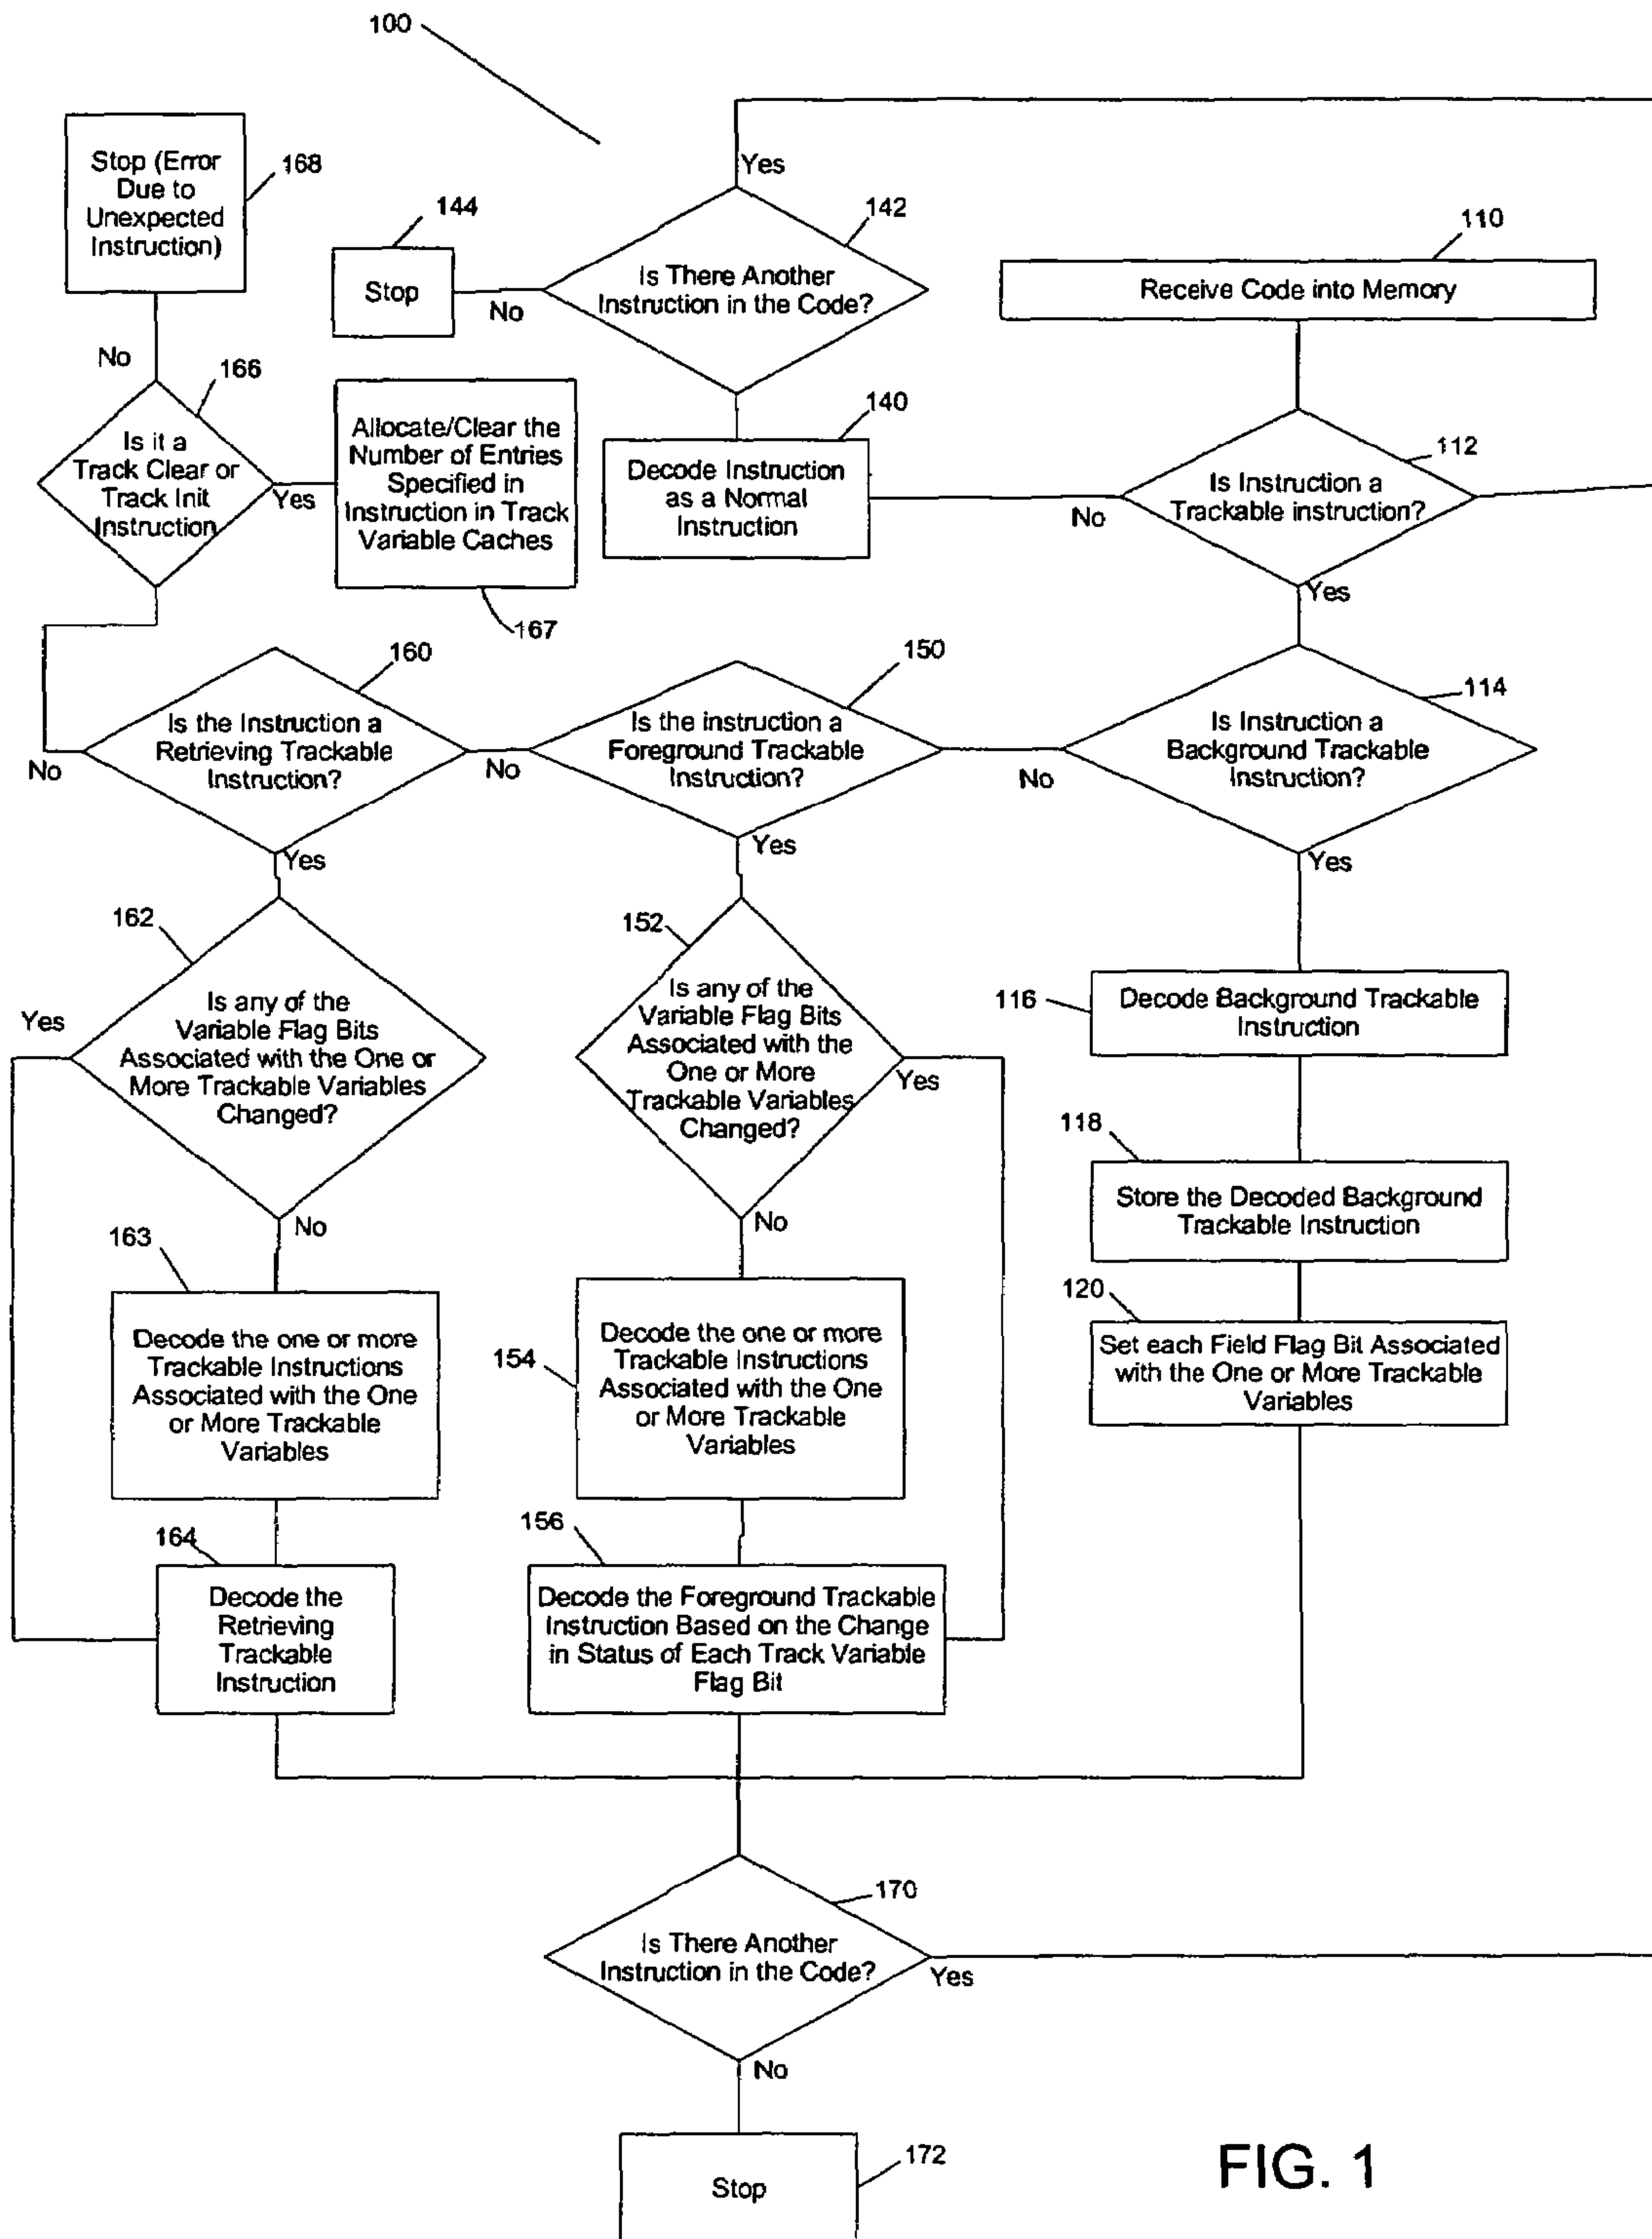 100
Stop (Error
Due to
Unexpected
Instruction)
168
144
Stop
No
Yes
142
Is There Another
Instruction in the Code?
110
Receive Code into Memory
No
166
Is it a
Track Clear or
Track Init
Instruction
Yes
Allocate/Clear the
Number of Entries
Specified in
Instruction in Track
Variable Caches
167
140
Decode Instruction
as a Normal
Instruction
No
112
Is Instruction a
Trackable instruction?
Yes
160
Is the Instruction a
Retrieving Trackable
Instruction?
No
Yes
No
150
Is the instruction a
Foreground Trackable
Instruction?
Yes
No
114
Is Instruction a
Background Trackable
Instruction?
Yes
162
Is any of the
Variable Flag Bits
Associated with the One or
More Trackable Variables
Changed?
Yes
No
152
Is any of the
Variable Flag Bits
Associated with the
One or More
Trackable Variables
Changed?
Yes
No
116
Decode Background Trackable
Instruction
118
Store the Decoded Background
Trackable Instruction
120
Set each Field Flag Bit Associated
with the One or More Trackable
Variables
163
Decode the one or more
Trackable Instructions
Associated with the One
or More Trackable
Variables
154
Decode the one or more
Trackable Instructions
Associated with the One
or More Trackable
Variables
164
Decode the
Retrieving
Trackable
Instruction
156
Decode the Foreground Trackable
Instruction Based on the Change
in Status of Each Track Variable
Flag Bit
170
Is There Another
Instruction in the Code?
Yes
No
172
Stop
FIG. 1